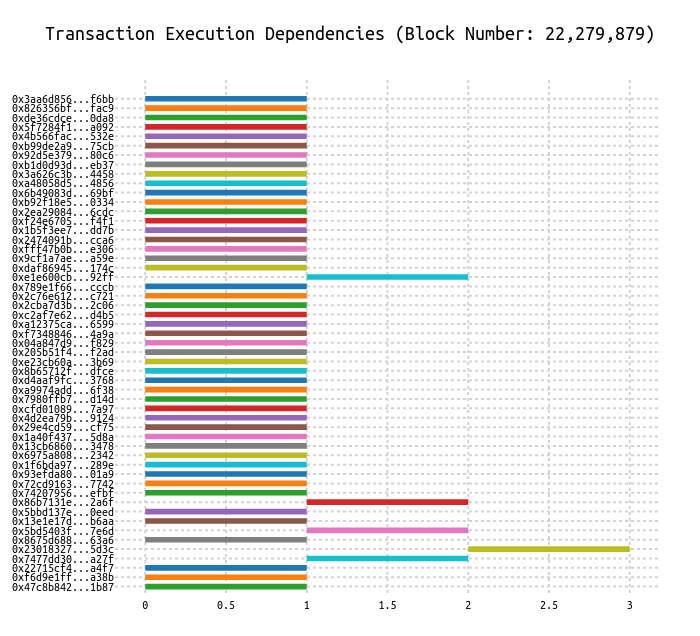 Transaction Execution Dependencies (Block Number: 22,279,879)
0x3aa6d856...f6bb
0x826356bf...fac9
0xde36cdce...0da8
0x5f7284f1...a092
0x4b566fac...532e
0xb99de2a9...75cb
0x92d5e379...80c6
0xb1d0d93d...eb37
0x3a626c3b...4458
0xa48058d5...4856
0x6b49083d...69bf
0xb92f18e5...0334
0x2ea29084...6cdc
0xf24e6705...f4f1
0x1b5f3ee7...dd7b
0x2474091b...cca6
0xfff47b0b...e306
0x9cf1a7ae...a59e
0xdaf86945...174c
0xe1e600cb...92ff
0x789e1f66...cccb
0x2c76e612...c721
0x2cba7d3b...2c06
0xc2af7e62...d4b5
0xa12375ca...6599
0xf7348846...4a9a
0x04a847d9...f829
0x205b51f4...f2ad
0xe23cb60a...3b69
0x8b65712f...dfce
0xd4aaf9fc...3768
0xa9974add...6f38
0x7980ffb7...d14d
0xcfd01089...7a97
0x4d2ea79b...9124
0x29e4cd59...cf75
0x1a40f437...5d8a
0x13cb6860...3478
0x6975a808...2342
0x1f6bda97...289e
0x93efda80...01a9
0x72cd9163...7742
0x74207956...efbf
0x86b7131e...2a6f
0x5bbd137e...0eed
0x13e1e17d...b6aa
0x5bd5403f...7e6d
0x8675d688...63a6
0x23018327...5d3c
0x7477dd30...a27f
0x22715cf4...a4f7
0xf6d9e1ff...a38b
0x47c8b842...1b87
0 0.5 1 1.5 2 2.5 3